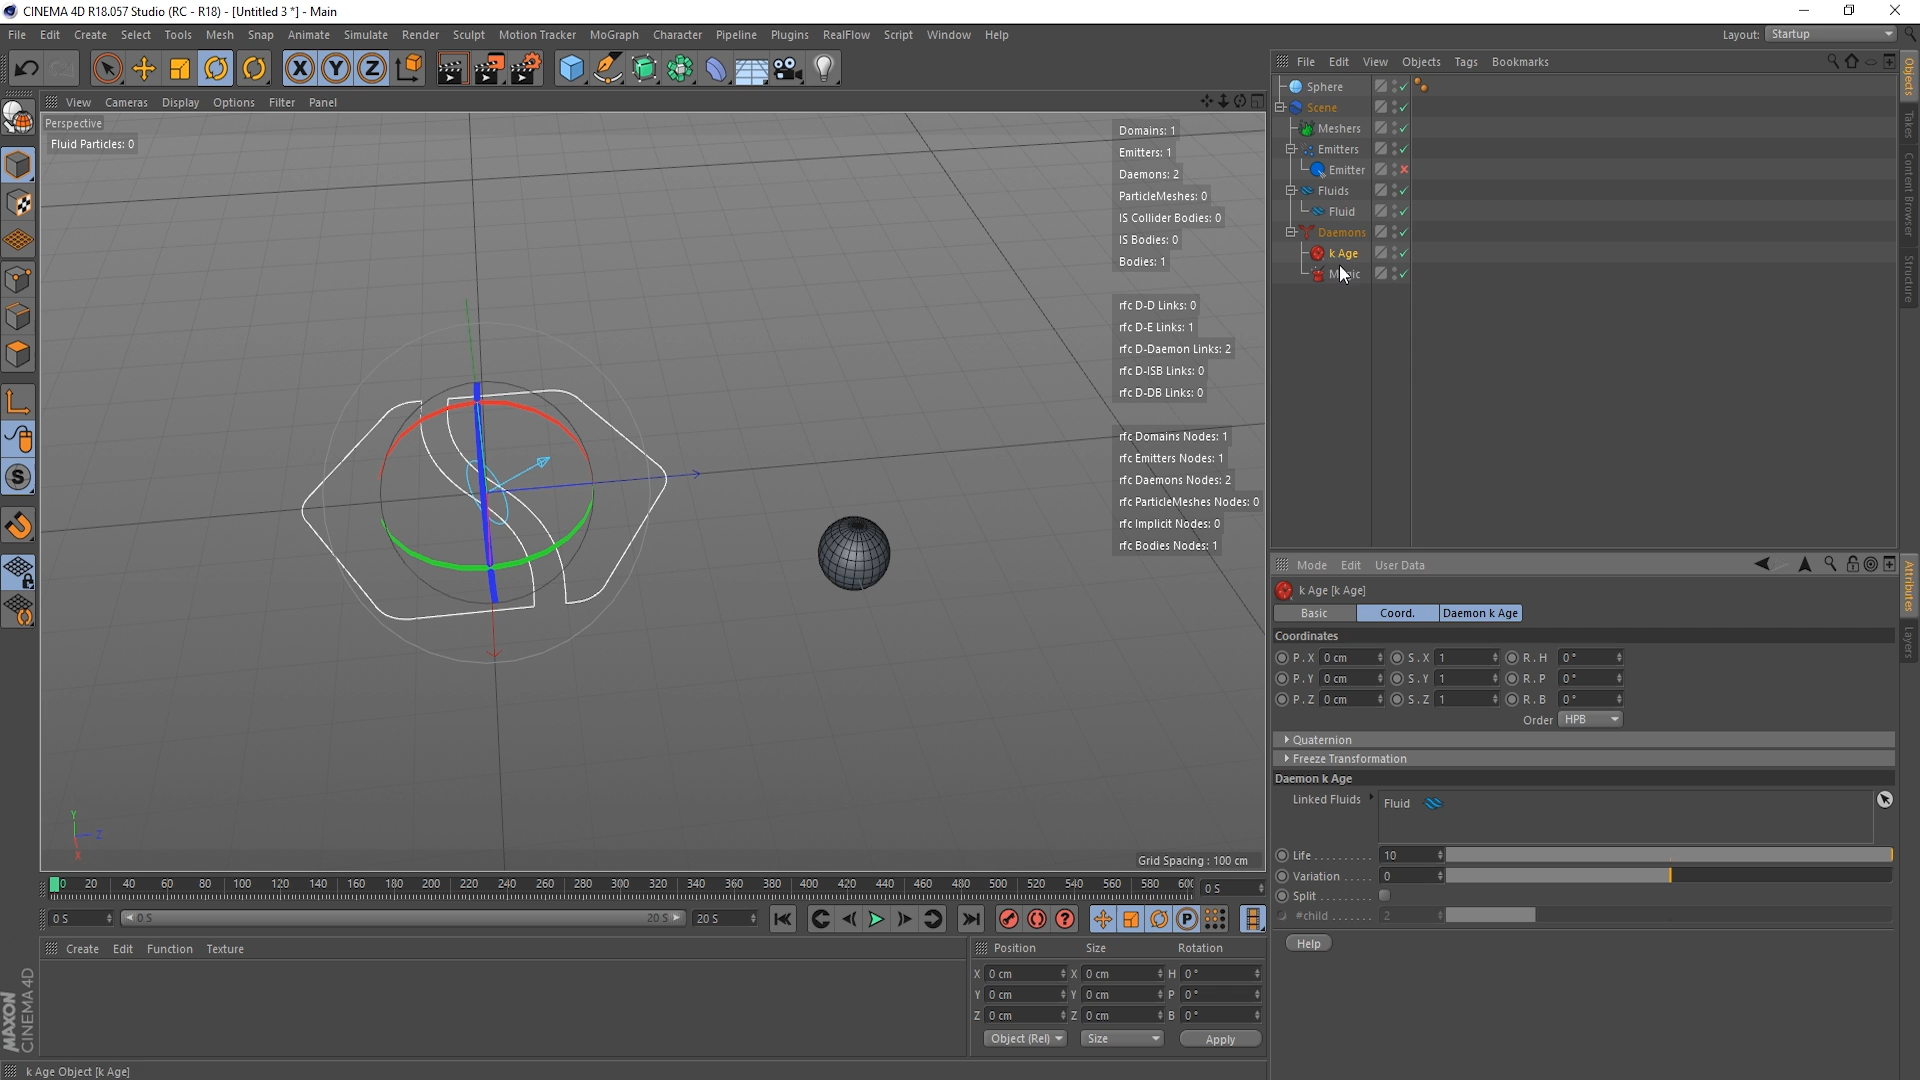 CINEMA 4D R18.057 Studio (RC - R18) - [Untitled 3 *] - Main
File Edit Create Select Tools Mesh Snap Animate Simulate Render Sculpt Motion Tracker MoGraph Character Pipeline Plugins RealFlow Script Window Help
Layout: Startup
View Cameras Display Options Filter Panel
Perspective
Fluid Particles: 0
Domains: 1
Emitters: 1
Daemons: 2
ParticleMeshes: 0
IS Collider Bodies: 0
IS Bodies: 0
Bodies: 1
rfc D-D Links: 0
rfc D-E Links: 1
rfc D-Daemon Links: 2
rfc D-ISB Links: 0
rfc D-DB Links: 0
rfc Domains Nodes: 1
rfc Emitters Nodes: 1
rfc Daemons Nodes: 2
rfc ParticleMeshes Nodes: 0
rfc Implicit Nodes: 0
rfc Bodies Nodes: 1
Y
Z
X
Grid Spacing : 100 cm
0 20 40 60 80 100 120 140 160 180 200 220 240 260 280 300 320 340 360 380 400 420 440 460 480 500 520 540 560 580 0 S
0 S 0 S 20 S 20 S
Create Edit Function Texture
Position Size Rotation
X 0 cm X 0 cm H 0 °
Y 0 cm Y 0 cm P 0 °
Z 0 cm Z 0 cm B 0 °
Object (Rel) Size Apply
MAXON
CINEMA 4D
k Age Object [k Age]
File Edit View Objects Tags Bookmarks
Sphere
Scene
Meshers
Emitters
Emitter
Fluids
Fluid
Daemons
k Age
Objects
Takes
Content Browser
Structure
Mode Edit User Data
k Age [k Age]
Basic Coord. Daemon k Age
Coordinates
P . X 0 cm S . X 1 R . H 0 °
P . Y 0 cm S . Y 1 R . P 0 °
P . Z 0 cm S . Z 1 R . B 0 °
Order HPB
Quaternion
Freeze Transformation
Daemon k Age
Linked Fluids Fluid
Life . . . . . . . . . . 10
Variation . . . . . 0
Split . . . . . . . . .
#child . . . . . . . 2
Help
Attributes
Layers